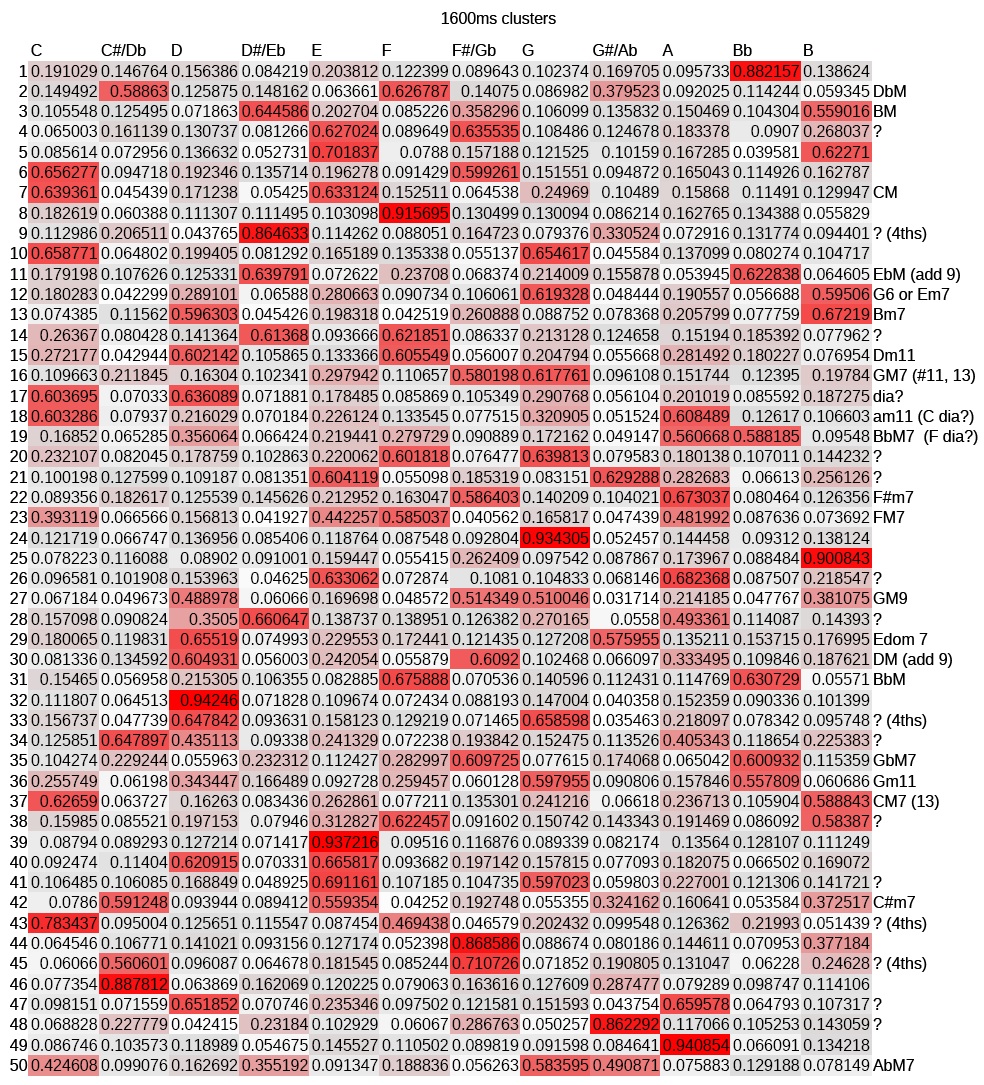 1600ms clusters
C C#/Db D D#/Eb E F F#/Gb G G#/Ab A Bb B
1 0.191029 0.146764 0.156386 0.084219 0.203812 0.122399 0.089643 0.102374 0.169705 0.095733 0.882157 0.138624
2 0.149492 0.58863 0.125875 0.148162 0.063661 0.626787 0.14075 0.086982 0.379523 0.092025 0.114244 0.059345 DbM
3 0.105548 0.125495 0.071863 0.644586 0.202704 0.085226 0.358296 0.106099 0.135832 0.150469 0.104304 0.559016 BM
4 0.065003 0.161139 0.130737 0.081266 0.627024 0.089649 0.635535 0.108486 0.124678 0.183378 0.0907 0.268037 ?
5 0.085614 0.072956 0.136632 0.052731 0.701837 0.0788 0.157188 0.121525 0.10159 0.167285 0.039581 0.62271
6 0.656277 0.094718 0.192346 0.135714 0.196278 0.091429 0.599261 0.151551 0.094872 0.165043 0.114926 0.162787
7 0.639361 0.045439 0.171238 0.05425 0.633124 0.152511 0.064538 0.24969 0.10489 0.15868 0.11491 0.129947 CM
8 0.182619 0.060388 0.111307 0.111495 0.103098 0.915695 0.130499 0.130094 0.086214 0.162765 0.134388 0.055829
9 0.112986 0.206511 0.043765 0.864633 0.114262 0.088051 0.164723 0.079376 0.330524 0.072916 0.131774 0.094401 ? (4ths)
10 0.658771 0.064802 0.199405 0.081292 0.165189 0.135338 0.055137 0.654617 0.045584 0.137099 0.080274 0.104717
11 0.179198 0.107626 0.125331 0.639791 0.072622 0.23708 0.068374 0.214009 0.155878 0.053945 0.622838 0.064605 EbM (add 9)
12 0.180283 0.042299 0.289101 0.06588 0.280663 0.090734 0.106061 0.619328 0.048444 0.190557 0.056688 0.59506 G6 or Em7
13 0.074385 0.11562 0.596303 0.045426 0.198318 0.042519 0.260888 0.088752 0.078368 0.205799 0.077759 0.67219 Bm7
14 0.26367 0.080428 0.141364 0.61368 0.093666 0.621851 0.086337 0.213128 0.124658 0.15194 0.185392 0.077962 ?
15 0.272177 0.042944 0.602142 0.105865 0.133366 0.605549 0.056007 0.204794 0.055668 0.281492 0.180227 0.076954 Dm11
16 0.109663 0.211845 0.16304 0.102341 0.297942 0.110657 0.580198 0.617761 0.096108 0.151744 0.12395 0.19784 GM7 (#11, 13)
17 0.603695 0.07033 0.636089 0.071881 0.178485 0.085869 0.105349 0.290768 0.056104 0.201019 0.085592 0.187275 dia?
18 0.603286 0.07937 0.216029 0.070184 0.226124 0.133545 0.077515 0.320905 0.051524 0.608489 0.12617 0.106603 am11 (C dia?)
19 0.16852 0.065285 0.356064 0.066424 0.219441 0.279729 0.090889 0.172162 0.049147 0.560668 0.588185 0.09548 BbM7 (F dia?)
20 0.232107 0.082045 0.178759 0.102863 0.220062 0.601818 0.076477 0.639813 0.079583 0.180138 0.107011 0.144232 ?
21 0.100198 0.127599 0.109187 0.081351 0.604119 0.055098 0.185319 0.083151 0.629288 0.282683 0.06613 0.256126 ?
22 0.089356 0.182617 0.125539 0.145626 0.212952 0.163047 0.586403 0.140209 0.104021 0.673037 0.080464 0.126356 F#m7
23 0.393119 0.066566 0.156813 0.041927 0.442257 0.585037 0.040562 0.165817 0.047439 0.481992 0.087636 0.073692 FM7
24 0.121719 0.066747 0.136956 0.085406 0.118764 0.087548 0.092804 0.934305 0.052457 0.144458 0.09312 0.138124
25 0.078223 0.116088 0.08902 0.091001 0.159447 0.055415 0.262409 0.097542 0.087867 0.173967 0.088484 0.900843
26 0.096581 0.101908 0.153963 0.04625 0.633062 0.072874 0.1081 0.104833 0.068146 0.682368 0.087507 0.218547 ?
27 0.067184 0.049673 0.488978 0.06066 0.169698 0.048572 0.514349 0.510046 0.031714 0.214185 0.047767 0.381075 GM9
28 0.157098 0.090824 0.3505 0.660647 0.138737 0.138951 0.126382 0.270165 0.0558 0.493361 0.114087 0.14393 ?
29 0.180065 0.119831 0.65519 0.074993 0.229553 0.172441 0.121435 0.127208 0.575955 0.135211 0.153715 0.176995 Edom 7
30 0.081336 0.134592 0.604931 0.056003 0.242054 0.055879 0.6092 0.102468 0.066097 0.333495 0.109846 0.187621 DM (add 9)
31 0.15465 0.056958 0.215305 0.106355 0.082885 0.675888 0.070536 0.140596 0.112431 0.114769 0.630729 0.05571 BbM
32 0.111807 0.064513 0.94246 0.071828 0.109674 0.072434 0.088193 0.147004 0.040358 0.152359 0.090336 0.101399
33 0.156737 0.047739 0.647842 0.093631 0.158123 0.129219 0.071465 0.658598 0.035463 0.218097 0.078342 0.095748 ? (4ths)
34 0.125851 0.647897 0.435113 0.09338 0.241329 0.072238 0.193842 0.152475 0.113526 0.405343 0.118654 0.225383 ?
35 0.104274 0.229244 0.055963 0.232312 0.112427 0.282997 0.609725 0.077615 0.174068 0.065042 0.600932 0.115359 GbM7
36 0.255749 0.06198 0.343447 0.166489 0.092728 0.259457 0.060128 0.597955 0.090806 0.157846 0.557809 0.060686 Gm11
37 0.62659 0.063727 0.16263 0.083436 0.262861 0.077211 0.135301 0.241216 0.06618 0.236713 0.105904 0.588843 CM7 (13)
38 0.15985 0.085521 0.197153 0.07946 0.312827 0.622457 0.091602 0.150742 0.143343 0.191469 0.086092 0.58387 ?
39 0.08794 0.089293 0.127214 0.071417 0.937216 0.09516 0.116876 0.089339 0.082174 0.13564 0.128107 0.111249
40 0.092474 0.11404 0.620915 0.070331 0.665817 0.093682 0.197142 0.157815 0.077093 0.182075 0.066502 0.169072
41 0.106485 0.106085 0.168849 0.048925 0.691161 0.107185 0.104735 0.597023 0.059803 0.227001 0.121306 0.141721 ?
42 0.0786 0.591248 0.093944 0.089412 0.559354 0.04252 0.192748 0.055355 0.324162 0.160641 0.053584 0.372517 C#m7
43 0.783437 0.095004 0.125651 0.115547 0.087454 0.469438 0.046579 0.202432 0.099548 0.126362 0.21993 0.051439 ? (4ths)
44 0.064546 0.106771 0.141021 0.093156 0.127174 0.052398 0.868586 0.088674 0.080186 0.144611 0.070953 0.377184
45 0.06066 0.560601 0.096087 0.064678 0.181545 0.085244 0.710726 0.071852 0.190805 0.131047 0.06228 0.24628 ? (4ths)
46 0.077354 0.887812 0.063869 0.162069 0.120225 0.079063 0.163616 0.127609 0.287477 0.079289 0.098747 0.114106
47 0.098151 0.071559 0.651852 0.070746 0.235346 0.097502 0.121581 0.151593 0.043754 0.659578 0.064793 0.107317 ?
48 0.068828 0.227779 0.042415 0.23184 0.102929 0.06067 0.286763 0.050257 0.862292 0.117066 0.105253 0.143059 ?
49 0.086746 0.103573 0.118989 0.054675 0.145527 0.110502 0.089819 0.091598 0.084641 0.940854 0.066091 0.134218
50 0.424608 0.099076 0.162692 0.355192 0.091347 0.188836 0.056263 0.583595 0.490871 0.075883 0.129188 0.078149 AbM7